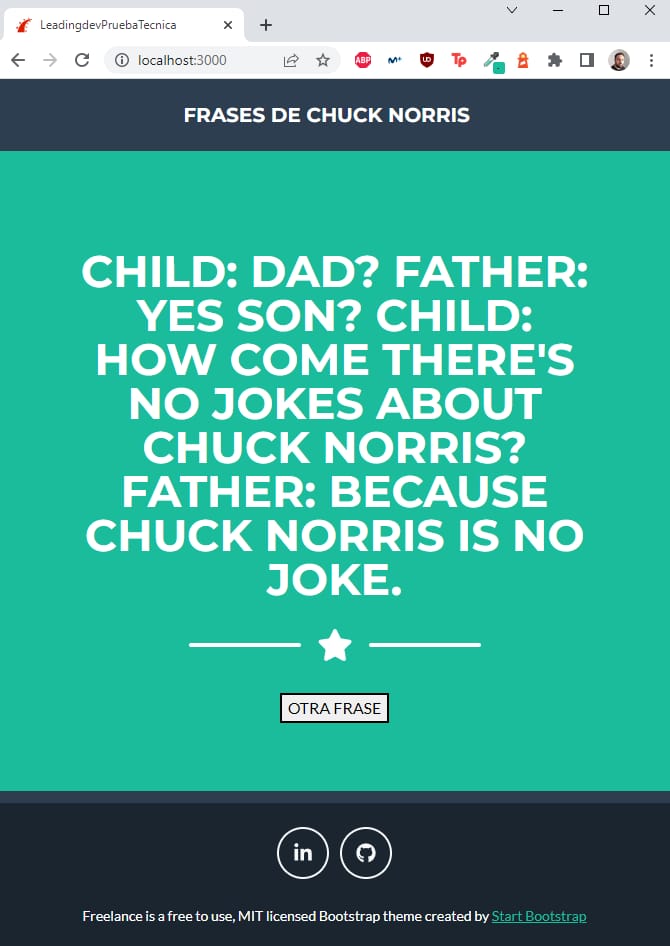 LeadingdevPruebaTecnica
localhost:3000
ABP
M+
UD
Tp
FRASES DE CHUCK NORRIS
CHILD: DAD? FATHER:
YES SON? CHILD:
HOW COME THERE'S
NO JOKES ABOUT
CHUCK NORRIS?
FATHER: BECAUSE
CHUCK NORRIS IS NO
JOKE.
OTRA FRASE
in
Freelance is a free to use, MIT licensed Bootstrap theme created by Start Bootstrap